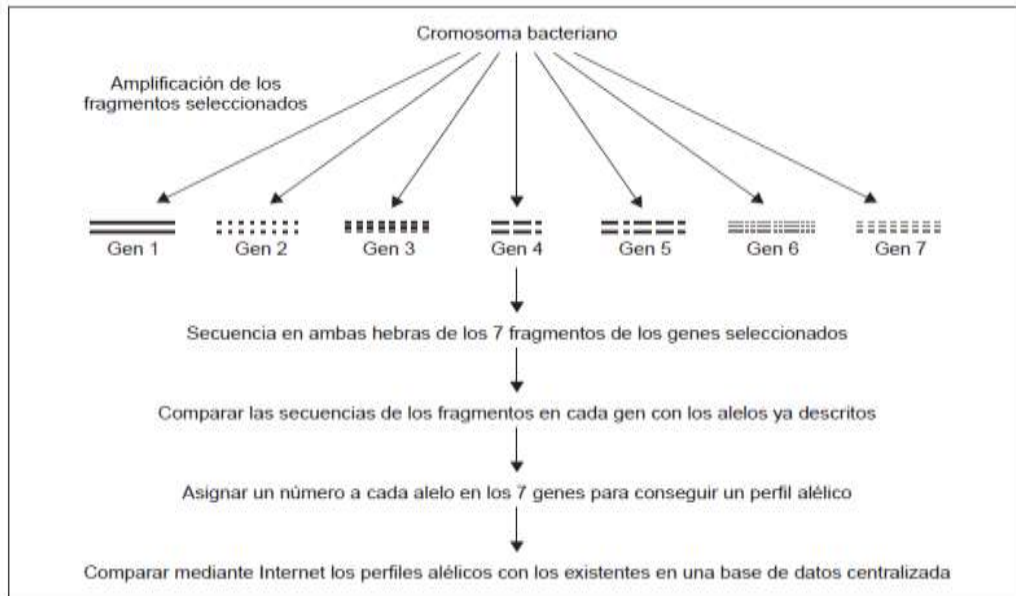 Cromosoma bacteriano
Amplificación de los
fragmentos seleccionados
Gen 1
Gen 2
Gen 3
Gen 4
Gen 5
Gen 6
Gen 7
Secuencia en ambas hebras de los 7 fragmentos de los genes seleccionados
Comparar las secuencias de los fragmentos en cada gen con los alelos ya descritos
Asignar un número a cada alelo en los 7 genes para conseguir un perfil alélico
Comparar mediante Internet los perfiles alélicos con los existentes en una base de datos centralizada